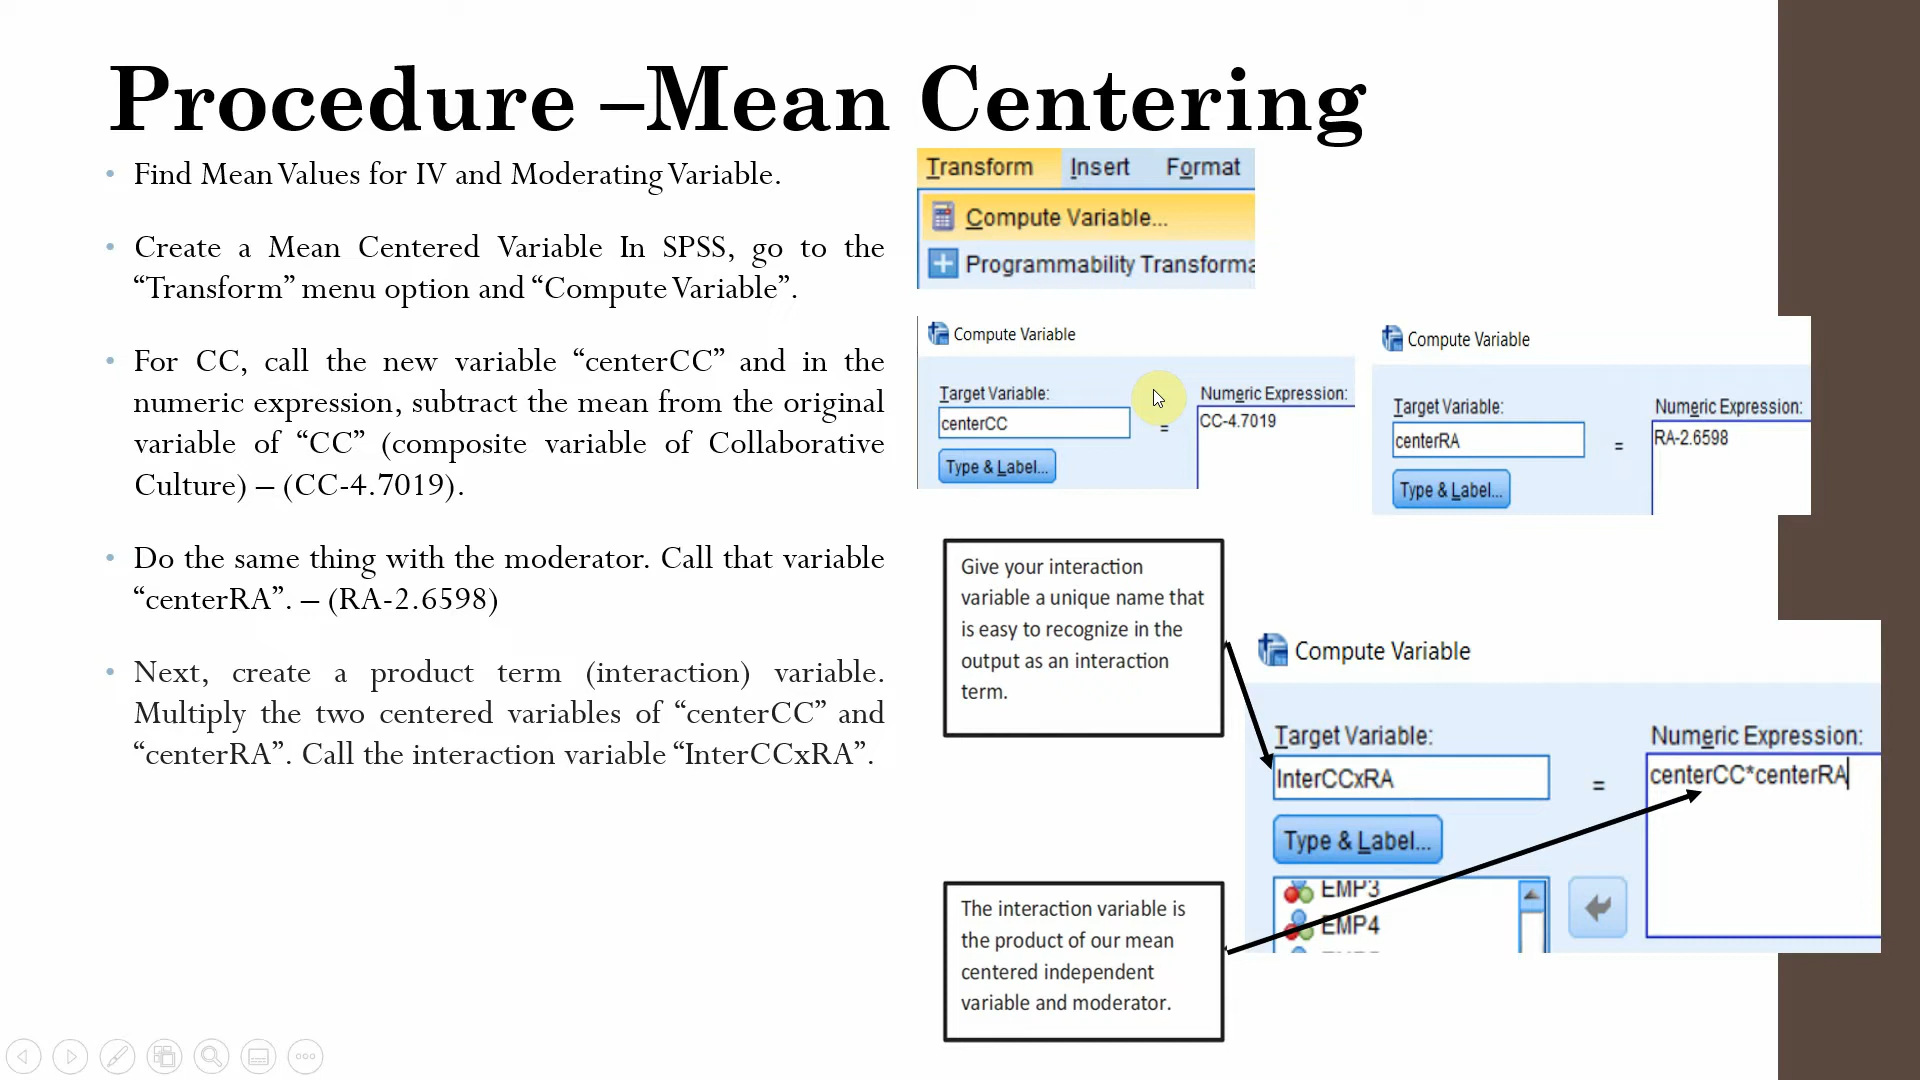 Procedure –Mean Centering
• Find Mean Values for IV and Moderating Variable.
• Create a Mean Centered Variable In SPSS, go to the
“Transform” menu option and “Compute Variable”.
• For CC, call the new variable “centerCC” and in the
numeric expression, subtract the mean from the original
variable of “CC” (composite variable of Collaborative
Culture) – (CC-4.7019).
• Do the same thing with the moderator. Call that variable
“centerRA”. – (RA-2.6598)
• Next, create a product term (interaction) variable.
Multiply the two centered variables of “centerCC” and
“centerRA”. Call the interaction variable “InterCCxRA”.
Transform Insert Format
Compute Variable...
Programmability Transforma
Compute Variable
Target Variable: Numeric Expression:
centerCC = CC-4.7019
Type & Label...
Compute Variable
Target Variable: Numeric Expression:
centerRA = RA-2.6598
Type & Label...
Give your interaction
variable a unique name that
is easy to recognize in the
output as an interaction
term.
Compute Variable
Target Variable: Numeric Expression:
InterCCxRA = centerCC*centerRA
Type & Label...
EMP3
EMP4
The interaction variable is
the product of our mean
centered independent
variable and moderator.